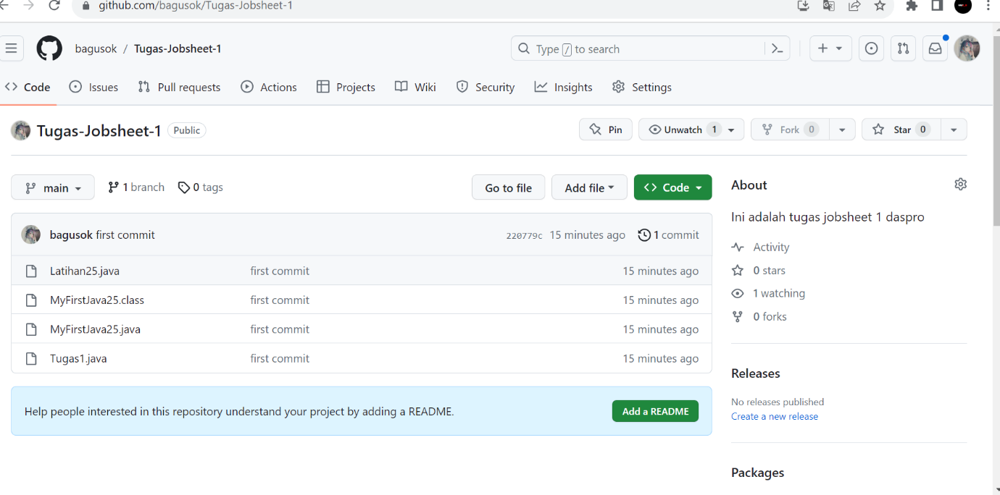 github.com/bagusok/Tugas-Jobsheet-1
bagusok / Tugas-Jobsheet-1
Type / to search
Code Issues Pull requests Actions Projects Wiki Security Insights Settings
Tugas-Jobsheet-1 Public
Pin Unwatch 1 Fork 0 Star 0
main 1 branch 0 tags Go to file Add file Code
bagusok first commit 220779c 15 minutes ago 1 commit
Latihan25.java first commit 15 minutes ago
MyFirstJava25.class first commit 15 minutes ago
MyFirstJava25.java first commit 15 minutes ago
Tugas1.java first commit 15 minutes ago
Help people interested in this repository understand your project by adding a README. Add a README
About
Ini adalah tugas jobsheet 1 daspro
Activity
0 stars
1 watching
0 forks
Releases
No releases published
Create a new release
Packages